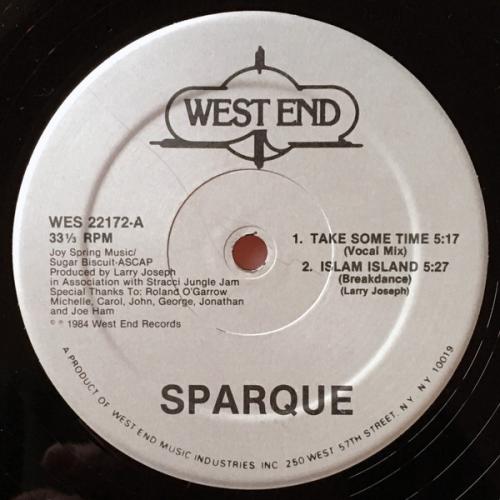 WEST END
WES 22172-A
33⅓ RPM
Joy Spring Music/
Sugar Biscuit-ASCAP
Produced by Larry Joseph
in Association with Stracci Jungle Jam
Special Thanks To: Roland O'Garrow
Michelle, Carol, John, George, Jonathan
and Joe Ham
℗ © 1984 West End Records
1. TAKE SOME TIME 5:17
(Vocal Mix)
2. ISLAM ISLAND 5:27
(Breakdance)
(Larry Joseph)
SPARQUE
A PRODUCT OF WEST END MUSIC INDUSTRIES INC 250 WEST 57TH STREET, NY, NY 10019